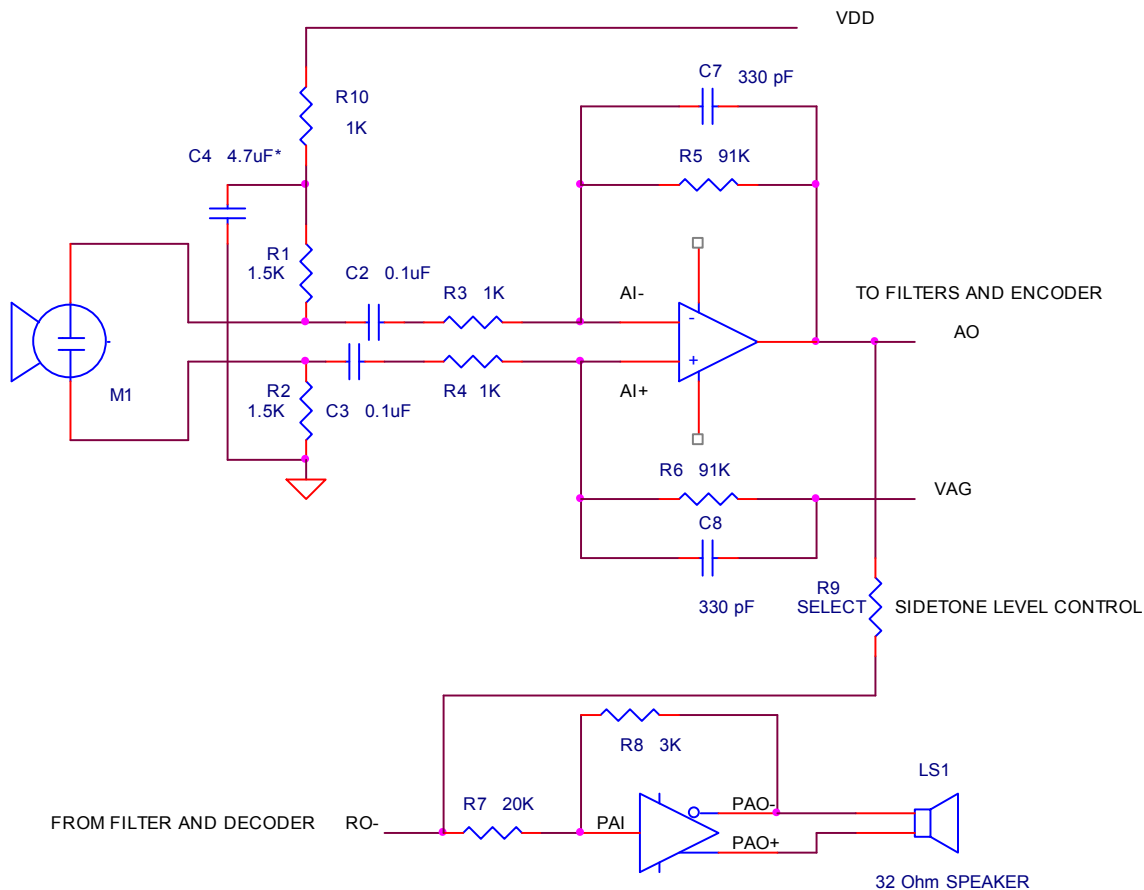 VDD
C7 330 pF
R10
1K
R5 91K
C4 4.7uF*
R1
1.5K
C2 0.1uF
R3 1K
AI-
-
TO FILTERS AND ENCODER
AO
+
M1
R2
1.5K
C3 0.1uF
R4 1K
AI+
R6 91K
VAG
C8
330 pF
R9
SELECT
SIDETONE LEVEL CONTROL
R8 3K
LS1
R7 20K
PAO-
FROM FILTER AND DECODER
RO-
PAI
PAO+
32 Ohm SPEAKER